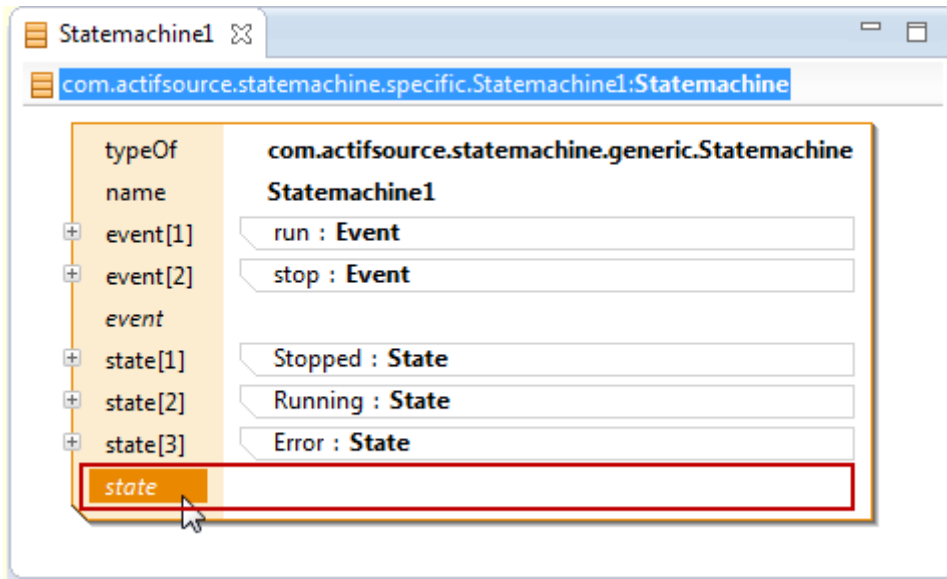 Statemachine1
com.actifsource.statemachine.specific.Statemachine1:Statemachine
typeOf com.actifsource.statemachine.generic.Statemachine
name Statemachine1
event[1] run : Event
event[2] stop : Event
event
state[1] Stopped : State
state[2] Running : State
state[3] Error : State
state